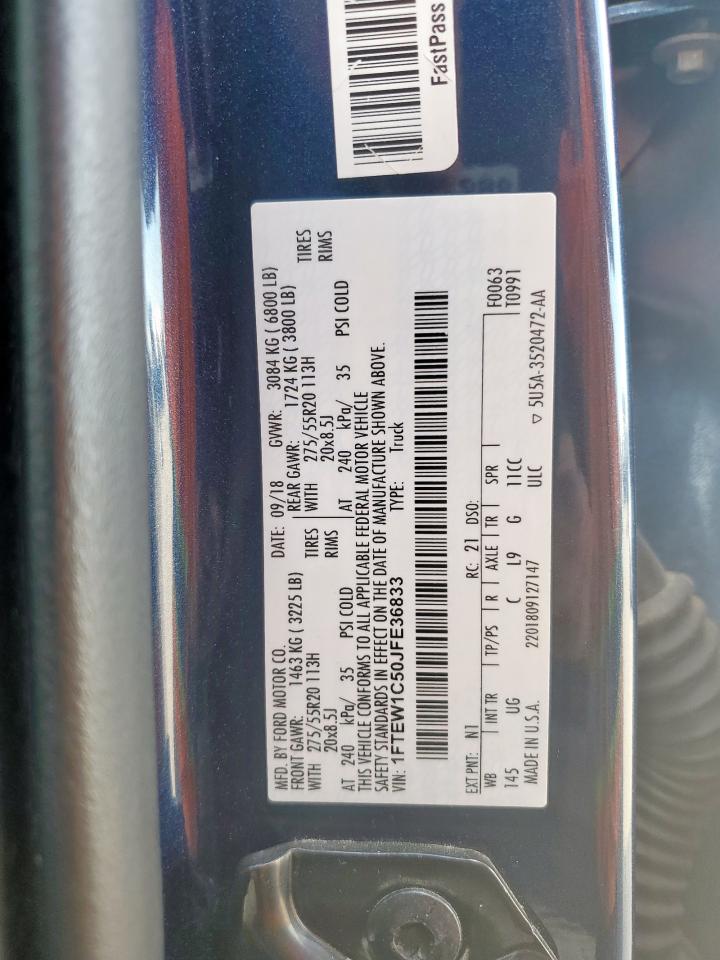 FastPass
MFD. BY FORD MOTOR CO.
DATE: 09/18 GVWR: 3084 KG ( 6800 LB)
FRONT GAWR: 1463 KG ( 3225 LB) REAR GAWR: 1724 KG ( 3800 LB)
WITH 275/55R20 113H TIRES WITH 275/55R20 113H TIRES
20x8.5J RIMS 20x8.5J RIMS
AT 240 kPa/ 35 PSI COLD AT 240 kPa/ 35 PSI COLD
THIS VEHICLE CONFORMS TO ALL APPLICABLE FEDERAL MOTOR VEHICLE
SAFETY STANDARDS IN EFFECT ON THE DATE OF MANUFACTURE SHOWN ABOVE.
VIN: 1FTEW1C50JFE36833 TYPE: Truck
EXT PNT: N1 RC: 21 DSO:
WB INT TR TP/PS R AXLE TR SPR F0063
145 UG C L9 G 11CC T0991
MADE IN U.S.A. 2201809127147 ULC
▽ 5U5A-3520472-AA